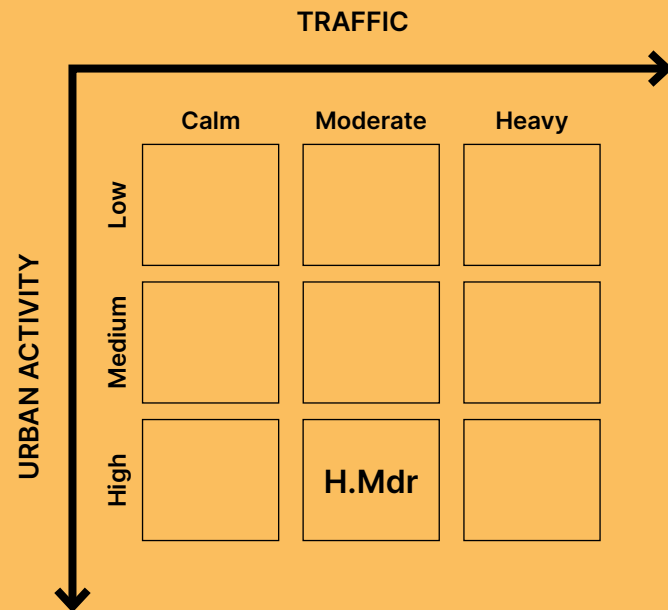 TRAFFIC
Calm Moderate Heavy
URBAN ACTIVITY
Low
Medium
High
H.Mdr